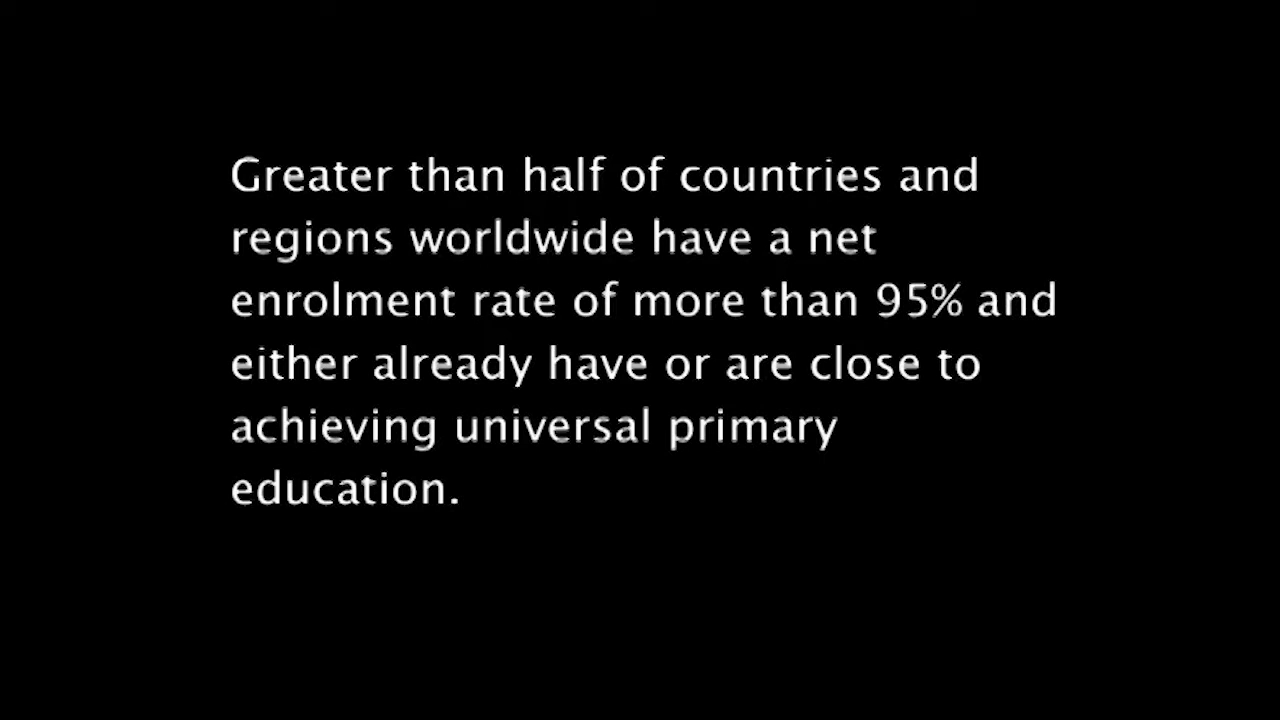 Greater than half of countries and
regions worldwide have a net
enrolment rate of more than 95% and
either already have or are close to
achieving universal primary
education.